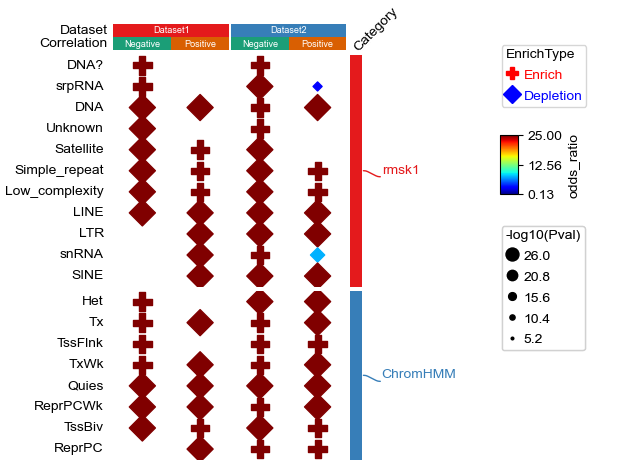 Dataset
Dataset1
Dataset2
Correlation
Negative
Positive
Negative
Positive
Category
DNA?
srpRNA
DNA
Unknown
Satellite
Simple_repeat
Low_complexity
LINE
LTR
snRNA
SINE
rmsk1
Het
Tx
TssFlnk
TxWk
Quies
ReprPCWk
TssBiv
ReprPC
ChromHMM
EnrichType
Enrich
Depletion
25.00
12.56
0.13
odds_ratio
-log10(Pval)
26.0
20.8
15.6
10.4
5.2